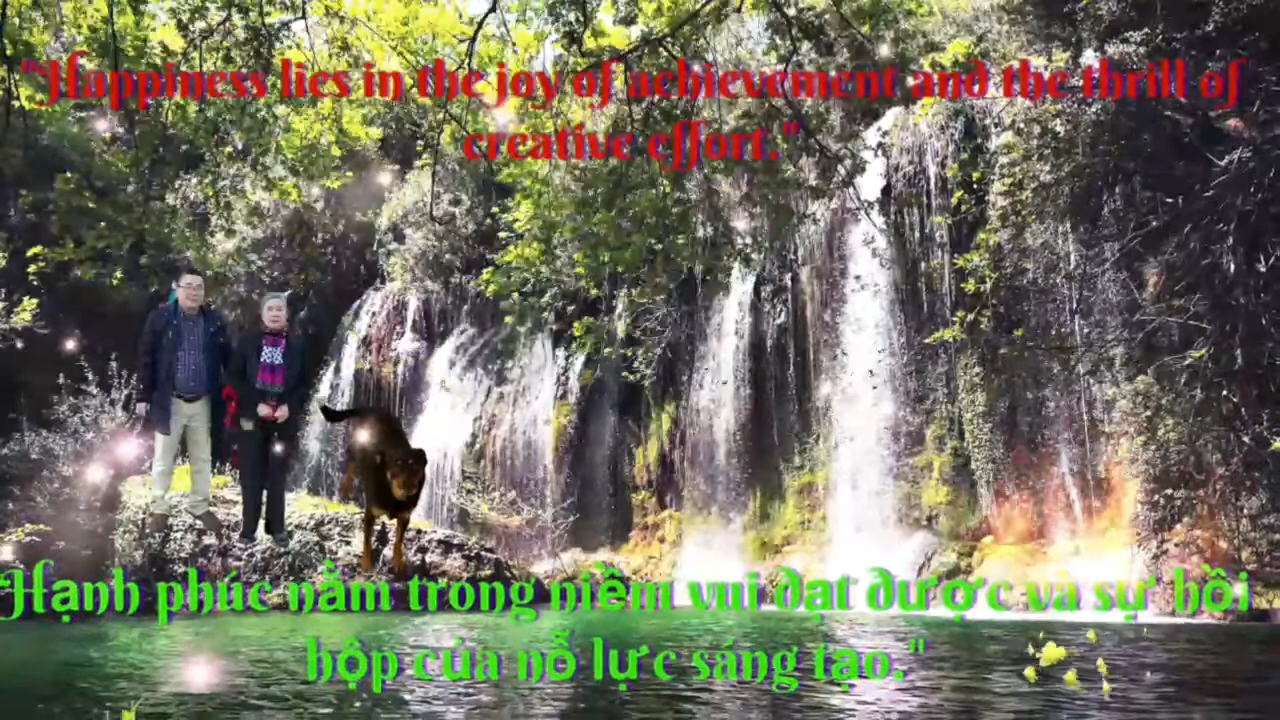 "Happiness lies in the joy of achievement and the thrill of
creative effort."
Hạnh phúc nằm trong niềm vui đạt được và sự hồi
hộp của nỗ lực sáng tạo."